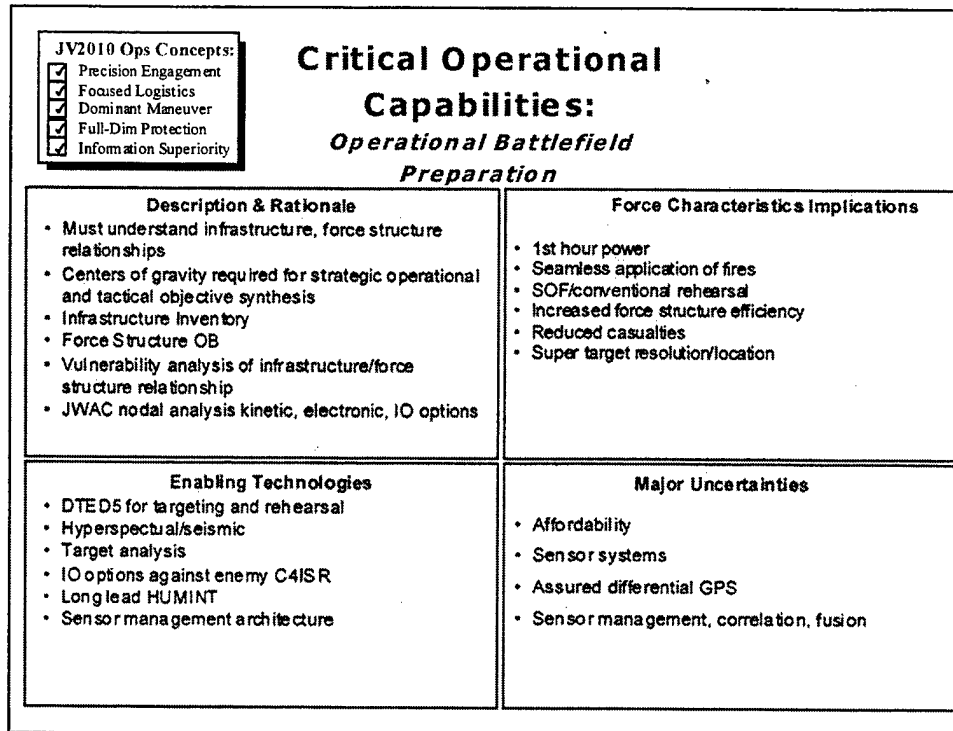 JV2010 Ops Concepts:
Precision Engagement
Focused Logistics
Dominant Maneuver
Full-Dim Protection
Information Superiority
Critical Operational
Capabilities:
Operational Battlefield
Preparation
Description & Rationale
• Must understand infrastructure, force structure
relationships
• Centers of gravity required for strategic operational
and tactical objective synthesis
• Infrastructure Inventory
• Force Structure OB
• Vulnerability analysis of infrastructure/force
structure relationship
• JWAC nodal analysis kinetic, electronic, IO options
Force Characteristics Implications
• 1st hour power
• Seamless application of fires
• SOF/conventional rehearsal
• Increased force structure efficiency
• Reduced casualties
• Super target resolution/location
Enabling Technologies
• DTED5 for targeting and rehearsal
• Hyperspectual/seismic
• Target analysis
• IO options against enemy C4ISR
• Long lead HUMINT
• Sensor management architecture
Major Uncertainties
• Affordability
• Sensor systems
• Assured differential GPS
• Sensor management, correlation, fusion